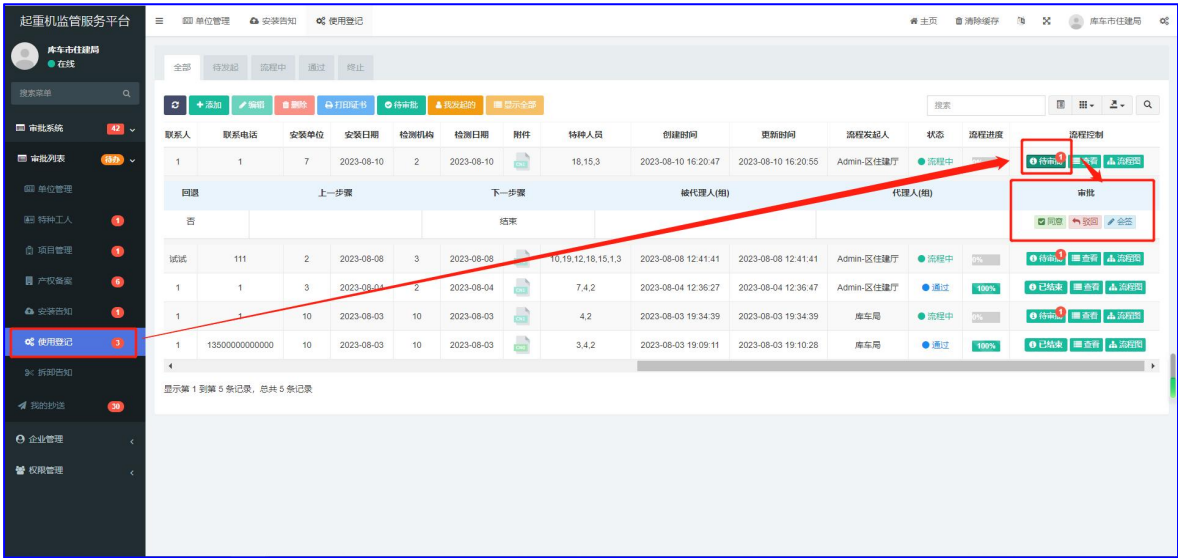 起重机监管服务平台
单位管理 安装告知 使用登记
主页 清除缓存 库车市住建局
库车市住建局
在线
搜索菜单
审批系统 42
审批列表 待办
单位管理
特种工人 1
项目管理 1
产权备案 6
安装告知 1
使用登记 3
拆卸告知
我的抄送 30
企业管理
权限管理
全部 待发起 流程中 通过 终止
添加 编辑 删除 打印证书 待审批 我发起的 显示全部 搜索
联系人 联系电话 安装单位 安装日期 检测机构 检测日期 附件 特种人员 创建时间 更新时间 流程发起人 状态 流程进度 流程控制
1 1 7 2023-08-10 2 2023-08-10 18,15,3 2023-08-10 16:20:47 2023-08-10 16:20:55 Admin-区住建厅 流程中 待审批 1 查看 流程图
回退 上一步骤 下一步骤 被代理人(组) 代理人(组) 审批
否 结束 同意 驳回 会签
试试 111 2 2023-08-08 3 2023-08-08 10,19,12,18,15,1,3 2023-08-08 12:41:41 2023-08-08 12:41:41 Admin-区住建厅 流程中 0% 待审批 1 查看 流程图
1 1 3 2023-08-04 2 2023-08-04 7,4,2 2023-08-04 12:36:27 2023-08-04 12:36:47 Admin-区住建厅 通过 100% 已结束 查看 流程图
1 1 10 2023-08-03 10 2023-08-03 4,2 2023-08-03 19:34:39 2023-08-03 19:34:39 库车局 流程中 0% 待审批 1 查看 流程图
1 13500000000000 10 2023-08-03 10 2023-08-03 3,4,2 2023-08-03 19:09:11 2023-08-03 19:10:28 库车局 通过 100% 已结束 查看 流程图
显示第 1 到第 5 条记录，总共 5 条记录